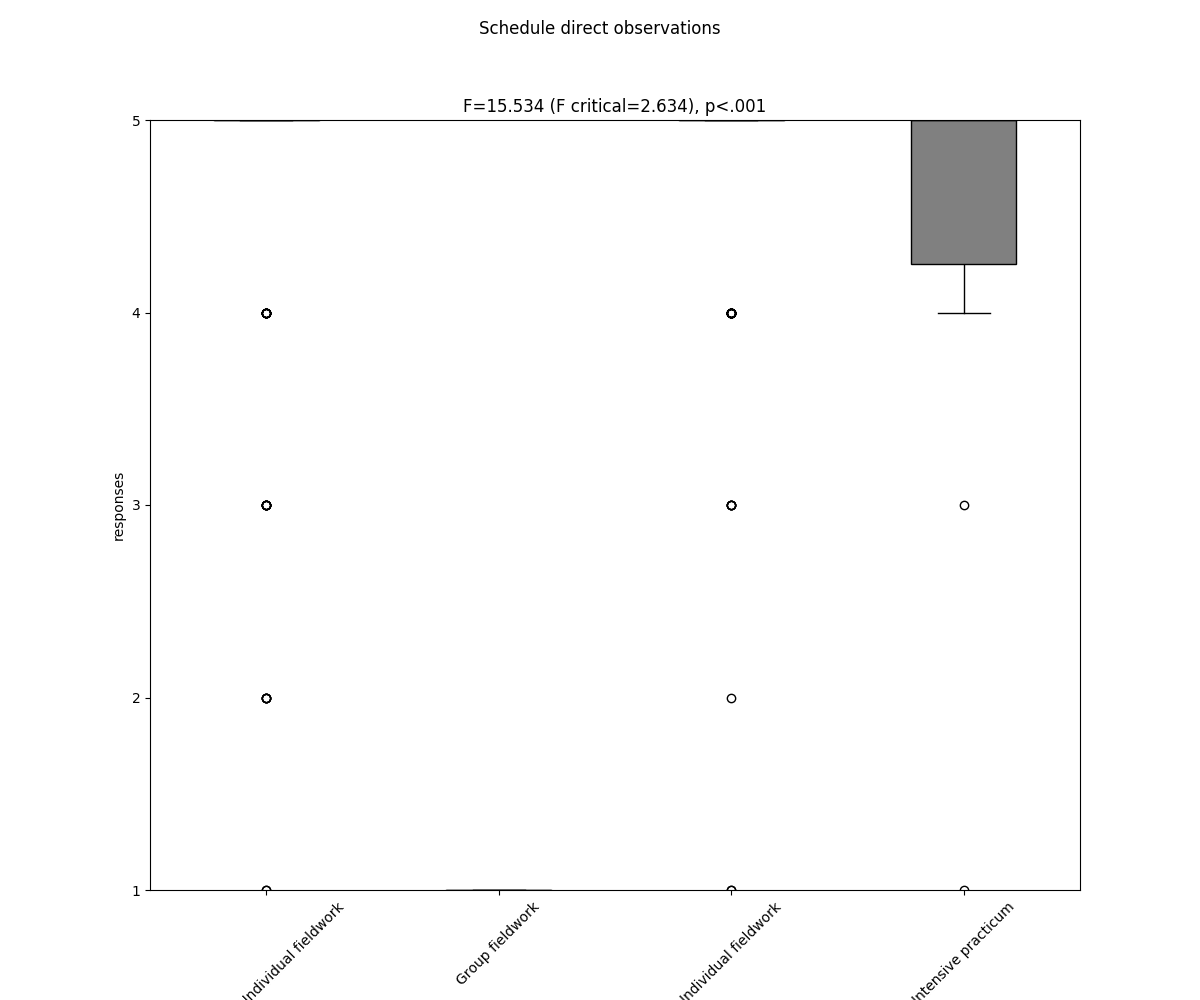 Schedule direct observations
F=15.534 (F critical=2.634), p<.001
5
4
3
2
1
responses
Individual fieldwork
Group fieldwork
Individual fieldwork
Intensive practicum